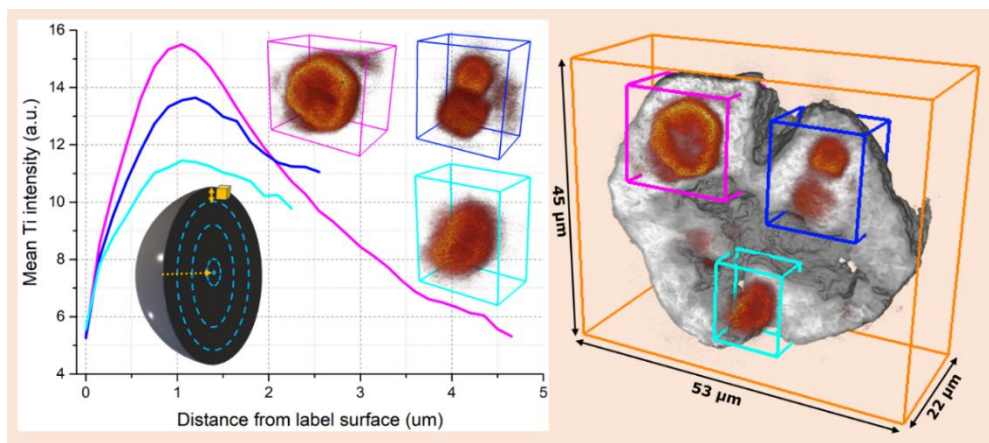 16
14
12
10
8
6
4
Mean Ti intensity (a.u.)
0
1
2
3
4
5
Distance from label surface (um)
45 µm
53 µm
22 µm